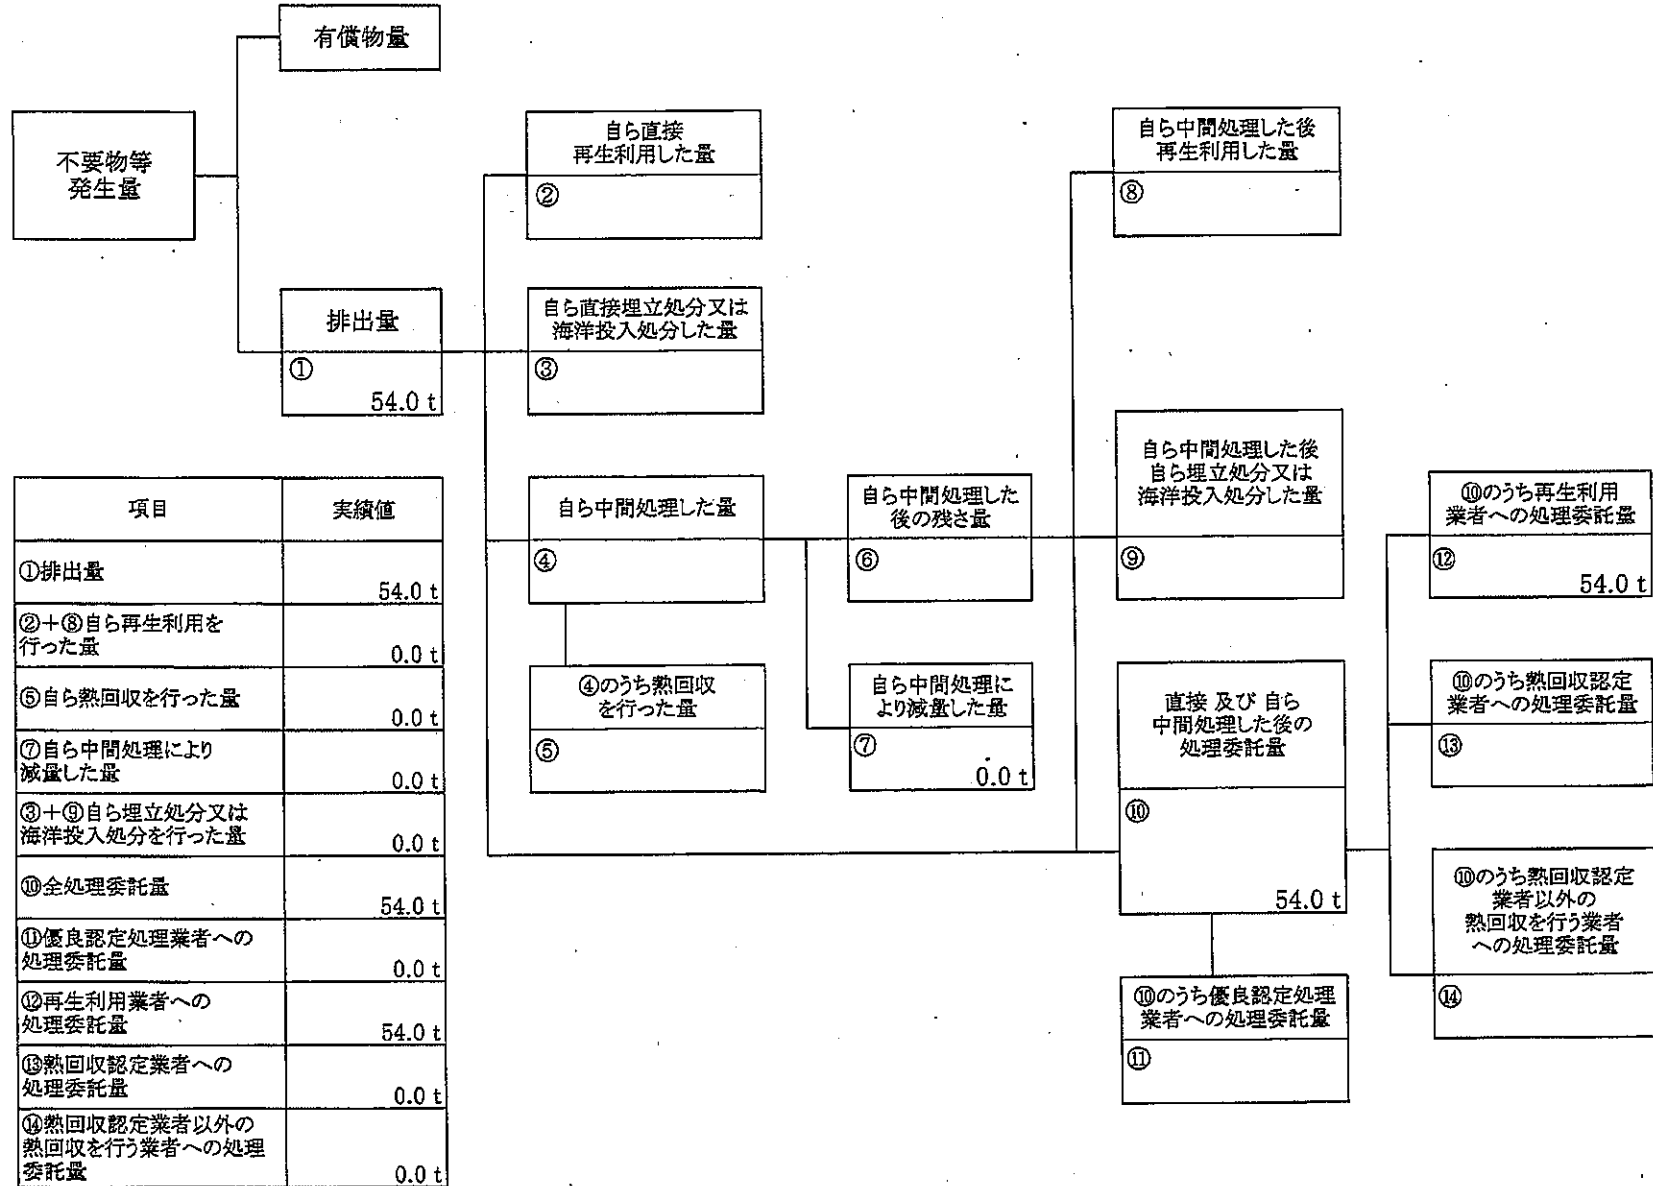 有償物量
不要物等
発生量
自ら直接
再生利用した量
②
自ら中間処理した後
再生利用した量
⑧
排出量
①
54.0 t
自ら直接埋立処分又は
海洋投入処分した量
③
自ら中間処理した量
④
自ら中間処理した
後の残さ量
⑥
自ら中間処理した後
自ら埋立処分又は
海洋投入処分した量
⑨
⑩のうち再生利用
業者への処理委託量
⑫
54.0 t
④のうち熱回収
を行った量
⑤
自ら中間処理に
より減量した量
⑦
0.0 t
直接 及び 自ら
中間処理した後の
処理委託量
⑩
54.0 t
⑩のうち熱回収認定
業者への処理委託量
⑬
⑩のうち熱回収認定
業者以外の
熱回収を行う業者
への処理委託量
⑭
⑩のうち優良認定処理
業者への処理委託量
⑪
項目 実績値
①排出量
54.0 t
②+⑧自ら再生利用を
行った量
0.0 t
⑤自ら熱回収を行った量
0.0 t
⑦自ら中間処理により
減量した量
0.0 t
③+⑨自ら埋立処分又は
海洋投入処分を行った量
0.0 t
⑩全処理委託量
54.0 t
⑪優良認定処理業者への
処理委託量
0.0 t
⑫再生利用業者への
処理委託量
54.0 t
⑬熱回収認定業者への
処理委託量
0.0 t
⑭熱回収認定業者以外の
熱回収を行う業者への処理
委託量
0.0 t